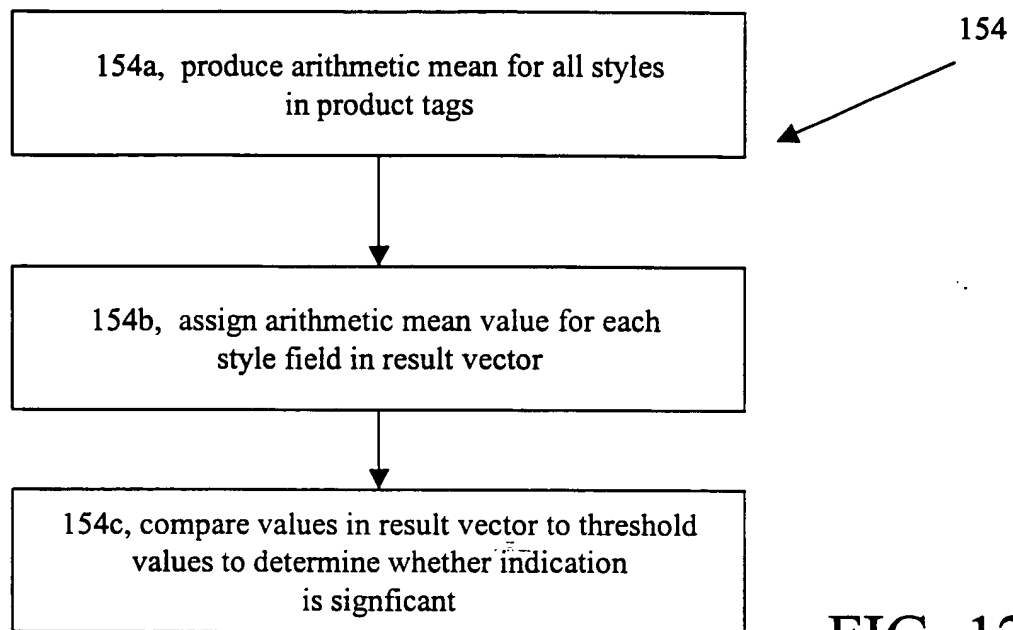 154
154a, produce arithmetic mean for all styles
in product tags
154b, assign arithmetic mean value for each
style field in result vector
154c, compare values in result vector to threshold
values to determine whether indication
is signficant
FIG.